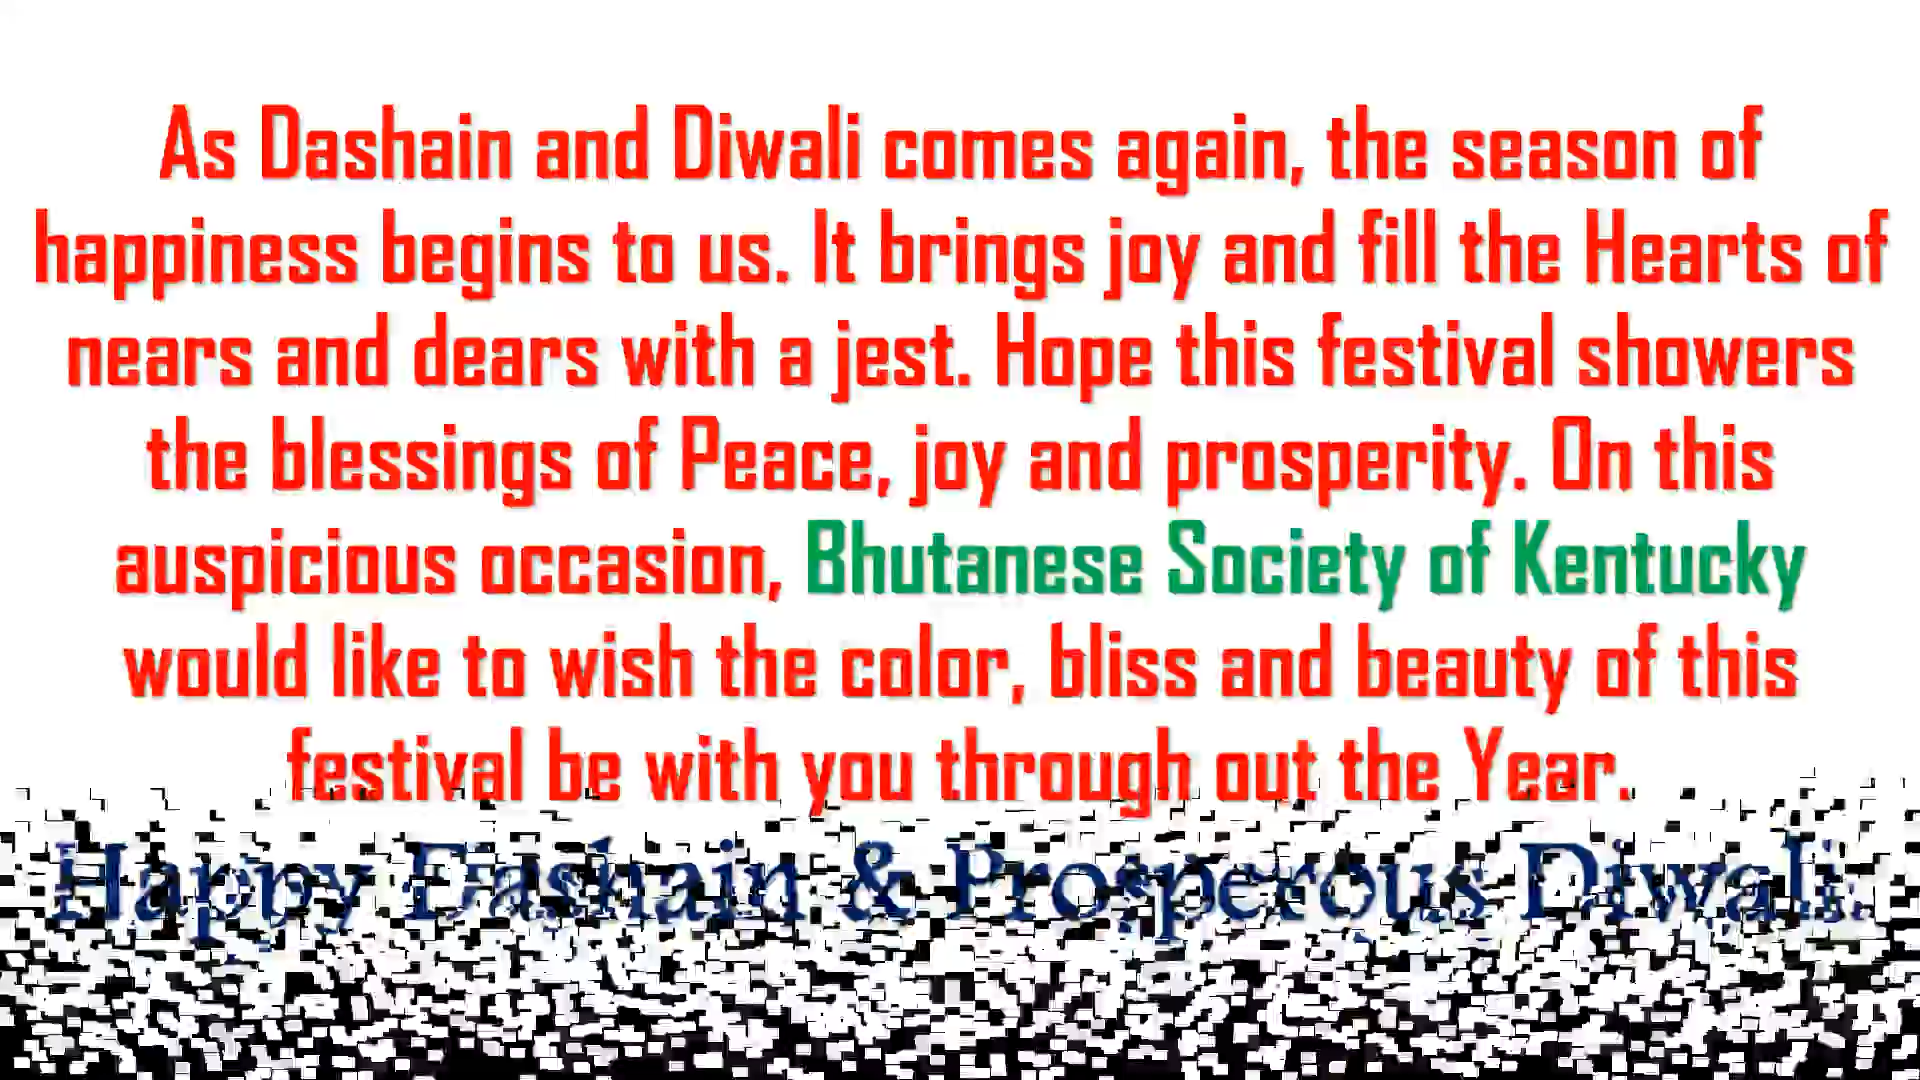 As Dashain and Diwali comes again, the season of
happiness begins to us. It brings joy and fill the Hearts of
nears and dears with a jest. Hope this festival showers
the blessings of Peace, joy and prosperity. On this
auspicious occasion, Bhutanese Society of Kentucky
would like to wish the color, bliss and beauty of this
festival be with you through out the Year.
Happy Dashain & Prosperous Diwali.